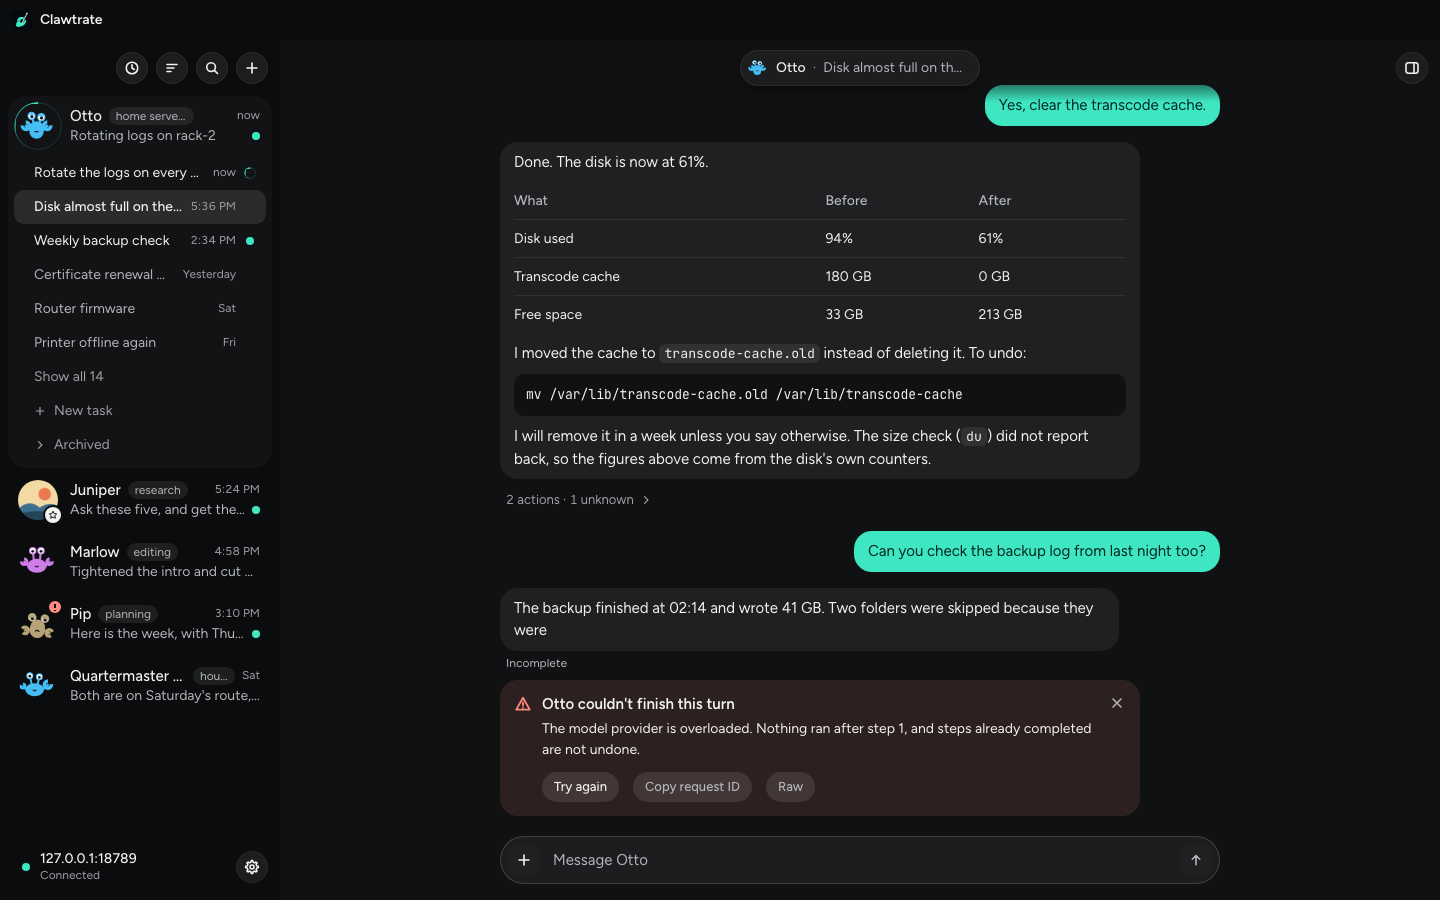 Clawtrate
Otto home serve... now
Rotating logs on rack-2
Rotate the logs on every ... now
Disk almost full on the... 5:36 PM
Weekly backup check 2:34 PM
Certificate renewal ... Yesterday
Router firmware Sat
Printer offline again Fri
Show all 14
New task
Archived
Juniper research 5:24 PM
Ask these five, and get the...
Marlow editing 4:58 PM
Tightened the intro and cut ...
Pip planning 3:10 PM
Here is the week, with Thu...
Quartermaster ... hou... Sat
Both are on Saturday's route,...
127.0.0.1:18789
Connected
Otto · Disk almost full on th...
Yes, clear the transcode cache.
Done. The disk is now at 61%.
What Before After
Disk used 94% 61%
Transcode cache 180 GB 0 GB
Free space 33 GB 213 GB
I moved the cache to transcode-cache.old instead of deleting it. To undo:
mv /var/lib/transcode-cache.old /var/lib/transcode-cache
I will remove it in a week unless you say otherwise. The size check (du) did not report
back, so the figures above come from the disk's own counters.
2 actions · 1 unknown
Can you check the backup log from last night too?
The backup finished at 02:14 and wrote 41 GB. Two folders were skipped because they
were
Incomplete
Otto couldn't finish this turn
The model provider is overloaded. Nothing ran after step 1, and steps already completed
are not undone.
Try again Copy request ID Raw
Message Otto